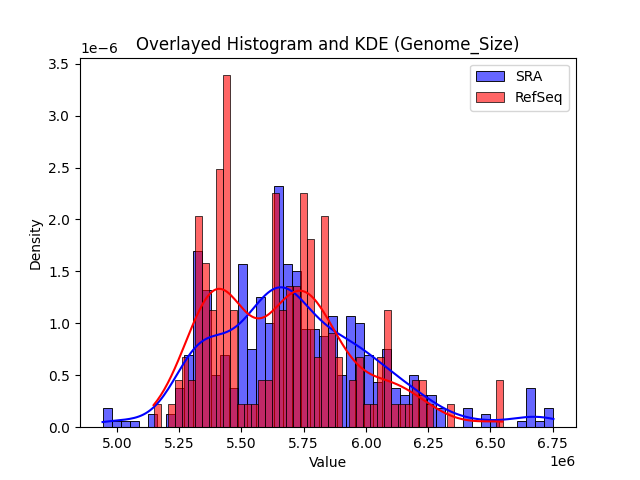 Overlayed Histogram and KDE (Genome_Size)
1e−6
3.5
3.0
2.5
2.0
1.5
1.0
0.5
0.0
Density
SRA
RefSeq
5.00 5.25 5.50 5.75 6.00 6.25 6.50 6.75
Value
1e6